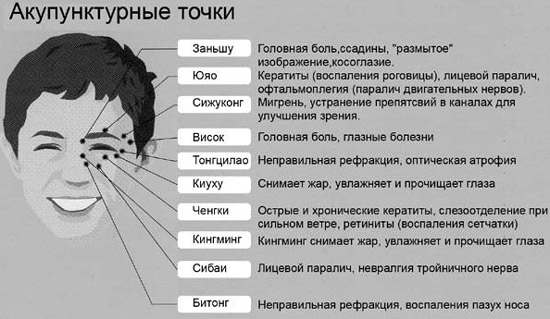 Акупунктурные точки
Заньшу Головная боль,ссадины, "размытое"
изображение,косоглазие.
Юяо Кератиты (воспаления роговицы), лицевой паралич,
офтальмоплегия (паралич двигательных нервов).
Сижуконг Мигрень, устранение препятсвий в каналах для
улучшения зрения.
Висок Головная боль, глазные болезни
Тонгцилао Неправильная рефракция, оптическая атрофия
Киуху Снимает жар, увлажняет и прочищает глаза
Ченгки Острые и хронические кератиты, слезоотделение при
сильном ветре, ретиниты (воспаления сетчатки)
Кингминг Кингминг снимает жар, увлажняет и прочищает глаза
Сибаи Лицевой паралич, невралгия тройничного нерва
Битонг Неправильная рефракция, воспаления пазух носа